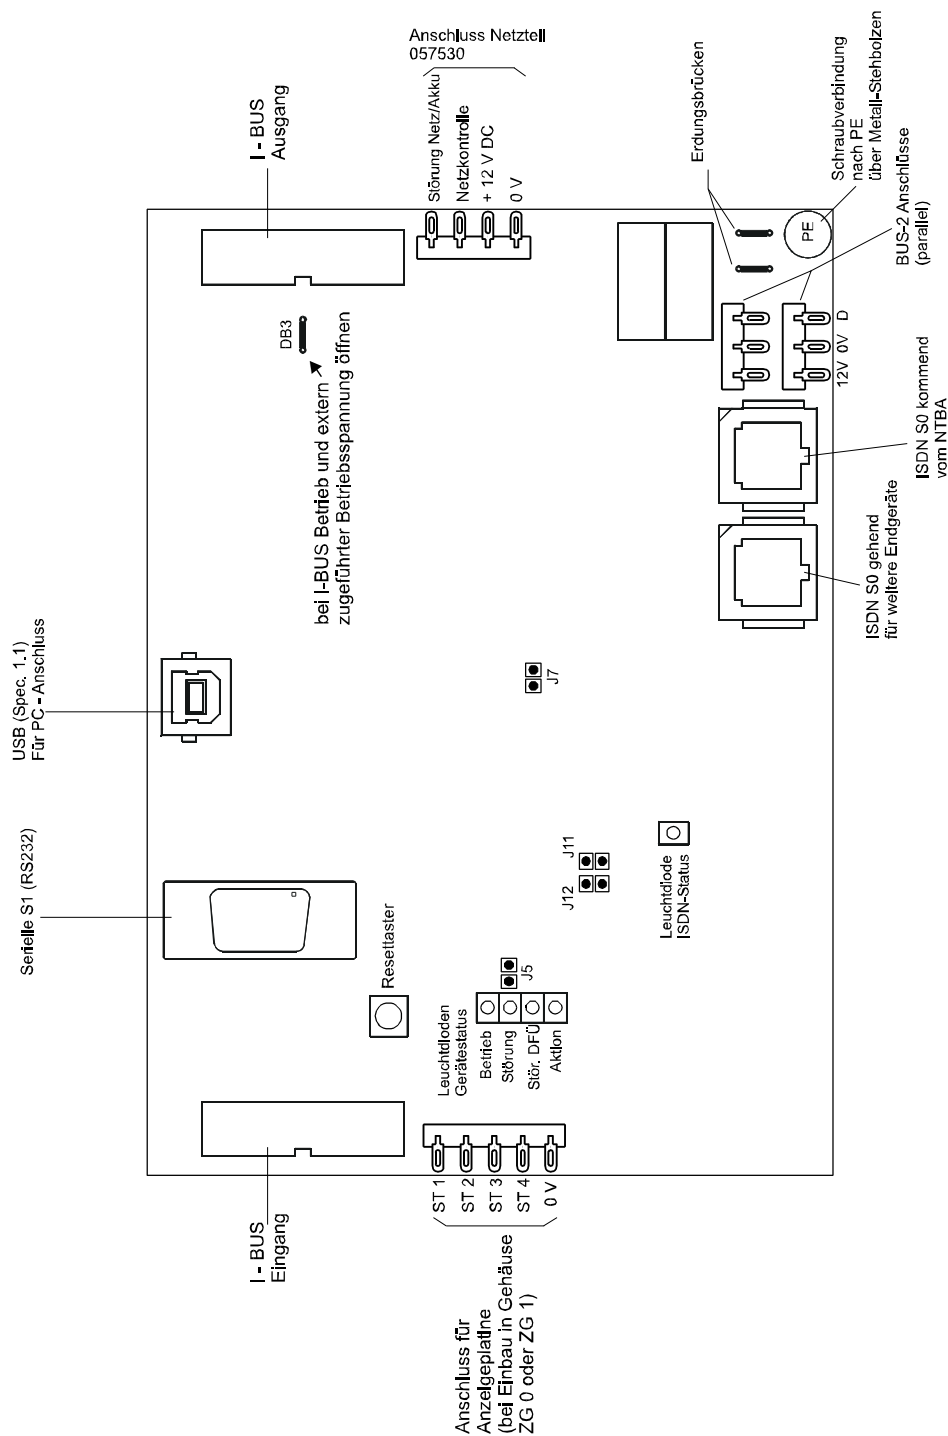 Anschluss Netzteil
057530
Störung Netz/Akku
Netzkontrolle
+ 12 V DC
0 V
I - BUS
Ausgang
DB3
bei I-BUS Betrieb und extern
zugeführter Betriebsspannung öffnen
Erdungsbrücken
PE
Schraubverbindung
nach PE
über Metall-Stehbolzen
BUS-2 Anschlüsse
(parallel)
12V 0V D
ISDN S0 kommend
vom NTBA
ISDN S0 gehend
für weitere Endgeräte
USB (Spec. 1.1)
Für PC - Anschluss
J7
Serielle S1 (RS232)
J11
J12
Leuchtdiode
ISDN-Status
Resettaster
J5
Leuchtdioden
Gerätestatus
Betrieb
Störung
Stör. DFÜ
Aktion
ST 1
ST 2
ST 3
ST 4
0 V
I - BUS
Eingang
Anschluss für
Anzeigeplatine
(bei Einbau in Gehäuse
ZG 0 oder ZG 1)